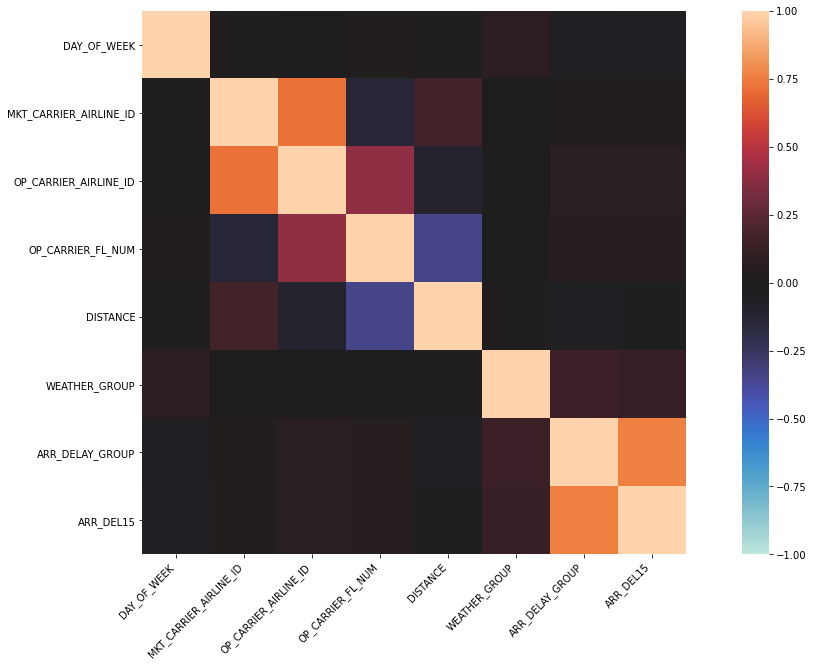 DAY_OF_WEEK
MKT_CARRIER_AIRLINE_ID
OP_CARRIER_AIRLINE_ID
OP_CARRIER_FL_NUM
DISTANCE
WEATHER_GROUP
ARR_DELAY_GROUP
ARR_DEL15
DAY_OF_WEEK
MKT_CARRIER_AIRLINE_ID
OP_CARRIER_AIRLINE_ID
OP_CARRIER_FL_NUM
DISTANCE
WEATHER_GROUP
ARR_DELAY_GROUP
ARR_DEL15
1.00
0.75
0.50
0.25
0.00
−0.25
−0.50
−0.75
−1.00